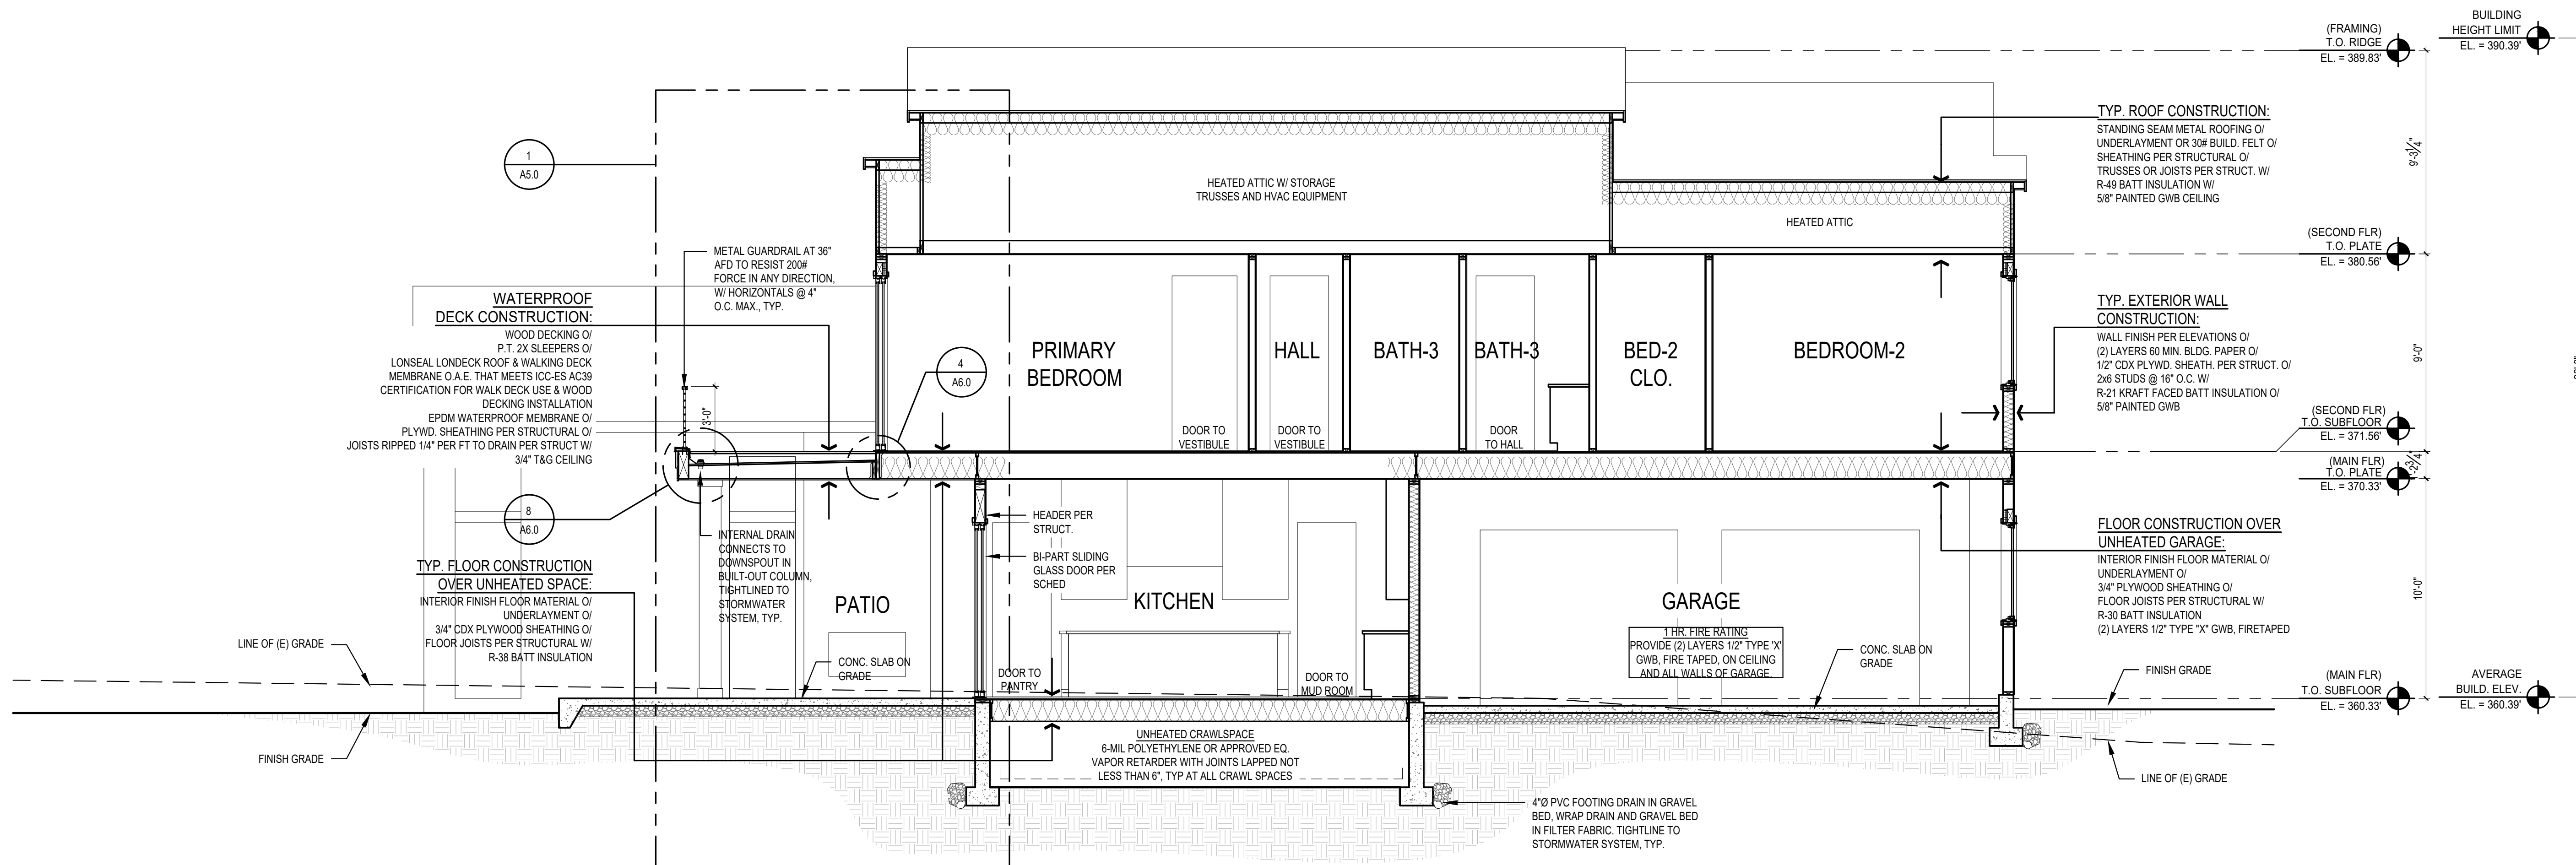 BUILDING
HEIGHT LIMIT
EL. = 390.39'
(FRAMING)
T.O. RIDGE
EL. = 389.83'
TYP. ROOF CONSTRUCTION:
STANDING SEAM METAL ROOFING O/
UNDERLAYMENT OR 30# BUILD. FELT O/
SHEATHING PER STRUCTURAL O/
TRUSSES OR JOISTS PER STRUCT. W/
R-49 BATT INSULATION W/
5/8" PAINTED GWB CEILING
9'-3 1/4"
1
A5.0
HEATED ATTIC W/ STORAGE
TRUSSES AND HVAC EQUIPMENT
HEATED ATTIC
(SECOND FLR)
T.O. PLATE
EL. = 380.56'
METAL GUARDRAIL AT 36"
AFD TO RESIST 200#
FORCE IN ANY DIRECTION,
W/ HORIZONTALS @ 4"
O.C. MAX., TYP.
WATERPROOF
DECK CONSTRUCTION:
WOOD DECKING O/
P.T. 2X SLEEPERS O/
LONSEAL LONDECK ROOF & WALKING DECK
MEMBRANE O.A.E. THAT MEETS ICC-ES AC39
CERTIFICATION FOR WALK DECK USE & WOOD
DECKING INSTALLATION
EPDM WATERPROOF MEMBRANE O/
PLYWD. SHEATHING PER STRUCTURAL O/
JOISTS RIPPED 1/4" PER FT TO DRAIN PER STRUCT W/
3/4" T&G CEILING
3'-0"
4
A6.0
PRIMARY
BEDROOM
HALL
BATH-3
BATH-3
BED-2
CLO.
BEDROOM-2
DOOR TO
VESTIBULE
DOOR TO
VESTIBULE
DOOR
TO HALL
TYP. EXTERIOR WALL
CONSTRUCTION:
WALL FINISH PER ELEVATIONS O/
(2) LAYERS 60 MIN. BLDG. PAPER O/
1/2" CDX PLYWD. SHEATH. PER STRUCT. O/
2x6 STUDS @ 16" O.C. W/
R-21 KRAFT FACED BATT INSULATION O/
5/8" PAINTED GWB
9'-0"
(SECOND FLR)
T.O. SUBFLOOR
EL. = 371.56'
(MAIN FLR)
T.O. PLATE
EL. = 370.33'
8
A6.0
INTERNAL DRAIN
CONNECTS TO
DOWNSPOUT IN
BUILT-OUT COLUMN,
TIGHTLINED TO
STORMWATER
SYSTEM, TYP.
HEADER PER
STRUCT.
BI-PART SLIDING
GLASS DOOR PER
SCHED
TYP. FLOOR CONSTRUCTION
OVER UNHEATED SPACE:
INTERIOR FINISH FLOOR MATERIAL O/
UNDERLAYMENT O/
3/4" CDX PLYWOOD SHEATHING O/
FLOOR JOISTS PER STRUCTURAL W/
R-38 BATT INSULATION
PATIO
KITCHEN
GARAGE
1 HR. FIRE RATING
PROVIDE (2) LAYERS 1/2" TYPE 'X'
GWB, FIRE TAPED, ON CEILING
AND ALL WALLS OF GARAGE.
FLOOR CONSTRUCTION OVER
UNHEATED GARAGE:
INTERIOR FINISH FLOOR MATERIAL O/
UNDERLAYMENT O/
3/4" PLYWOOD SHEATHING O/
FLOOR JOISTS PER STRUCTURAL W/
R-30 BATT INSULATION
(2) LAYERS 1/2" TYPE "X" GWB, FIRETAPED
10'-0"
LINE OF (E) GRADE
CONC. SLAB ON
GRADE
DOOR TO
PANTRY
DOOR TO
MUD ROOM
CONC. SLAB ON
GRADE
FINISH GRADE
(MAIN FLR)
T.O. SUBFLOOR
EL. = 360.33'
AVERAGE
BUILD. ELEV.
EL. = 360.39'
FINISH GRADE
UNHEATED CRAWLSPACE
6-MIL POLYETHYLENE OR APPROVED EQ.
VAPOR RETARDER WITH JOINTS LAPPED NOT
LESS THAN 6", TYP AT ALL CRAWL SPACES
LINE OF (E) GRADE
4"Ø PVC FOOTING DRAIN IN GRAVEL
BED, WRAP DRAIN AND GRAVEL BED
IN FILTER FABRIC. TIGHTLINE TO
STORMWATER SYSTEM, TYP.